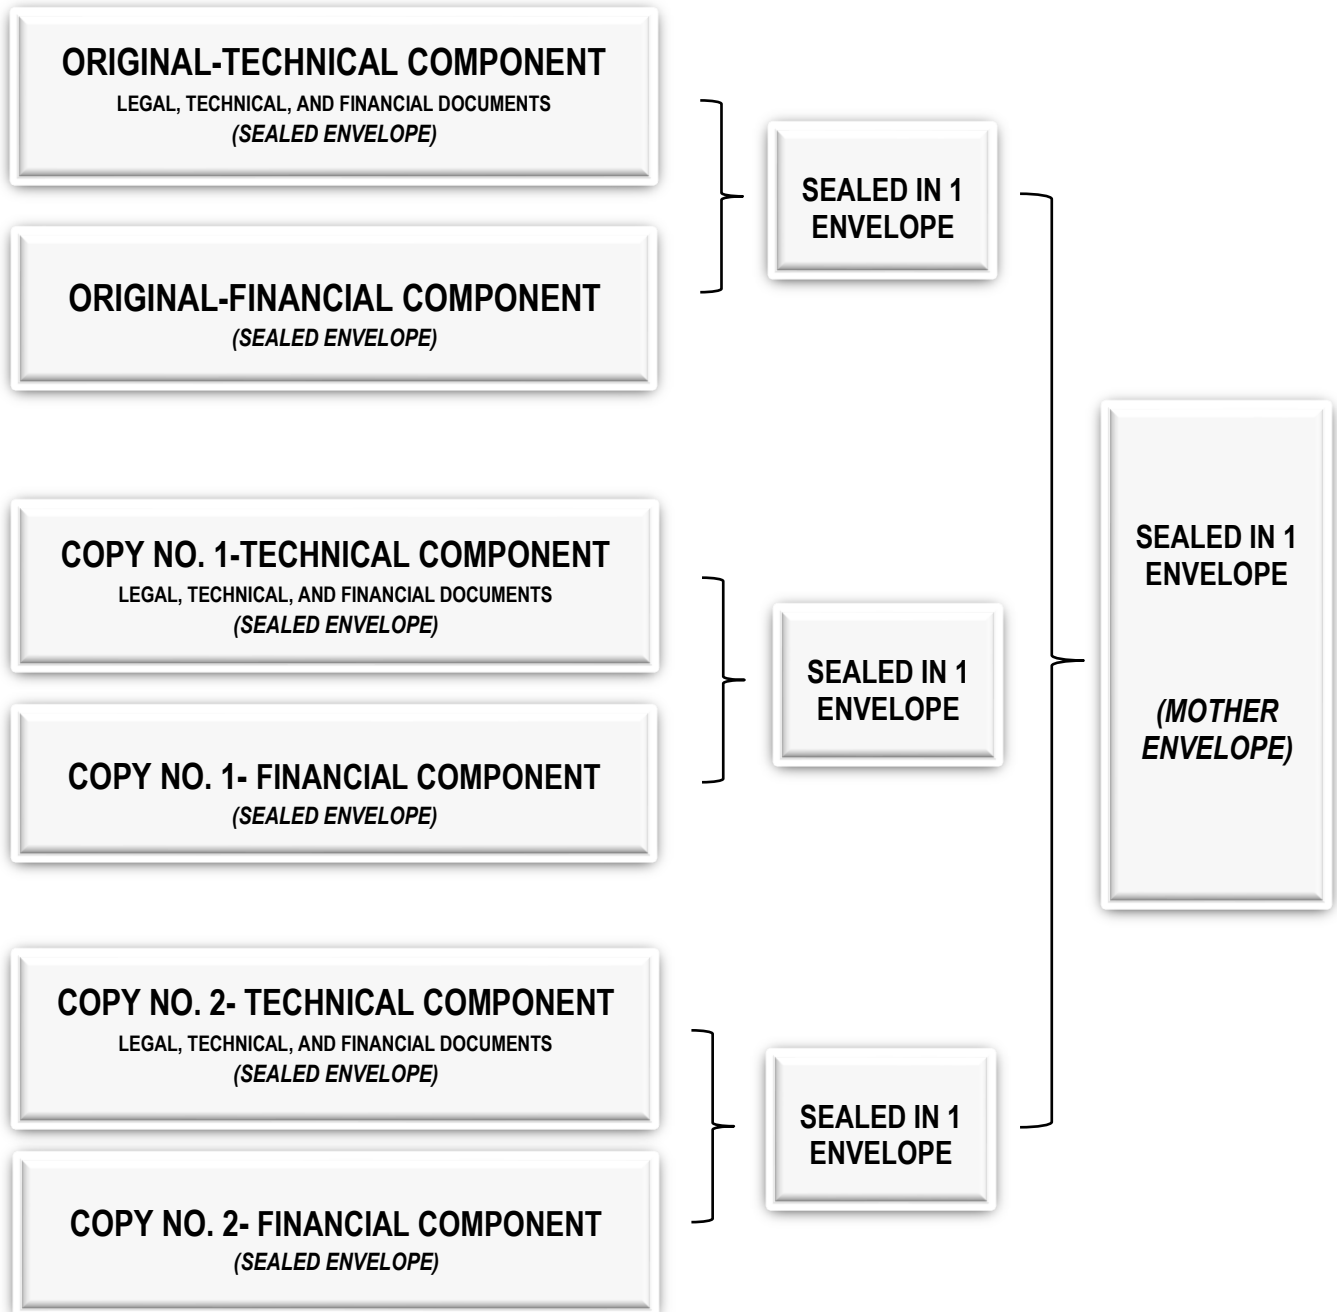 ORIGINAL-TECHNICAL COMPONENT
LEGAL, TECHNICAL, AND FINANCIAL DOCUMENTS
(SEALED ENVELOPE)
ORIGINAL-FINANCIAL COMPONENT
(SEALED ENVELOPE)
SEALED IN 1
ENVELOPE
COPY NO. 1-TECHNICAL COMPONENT
LEGAL, TECHNICAL, AND FINANCIAL DOCUMENTS
(SEALED ENVELOPE)
COPY NO. 1- FINANCIAL COMPONENT
(SEALED ENVELOPE)
SEALED IN 1
ENVELOPE
COPY NO. 2- TECHNICAL COMPONENT
LEGAL, TECHNICAL, AND FINANCIAL DOCUMENTS
(SEALED ENVELOPE)
COPY NO. 2- FINANCIAL COMPONENT
(SEALED ENVELOPE)
SEALED IN 1
ENVELOPE
SEALED IN 1
ENVELOPE
(MOTHER
ENVELOPE)